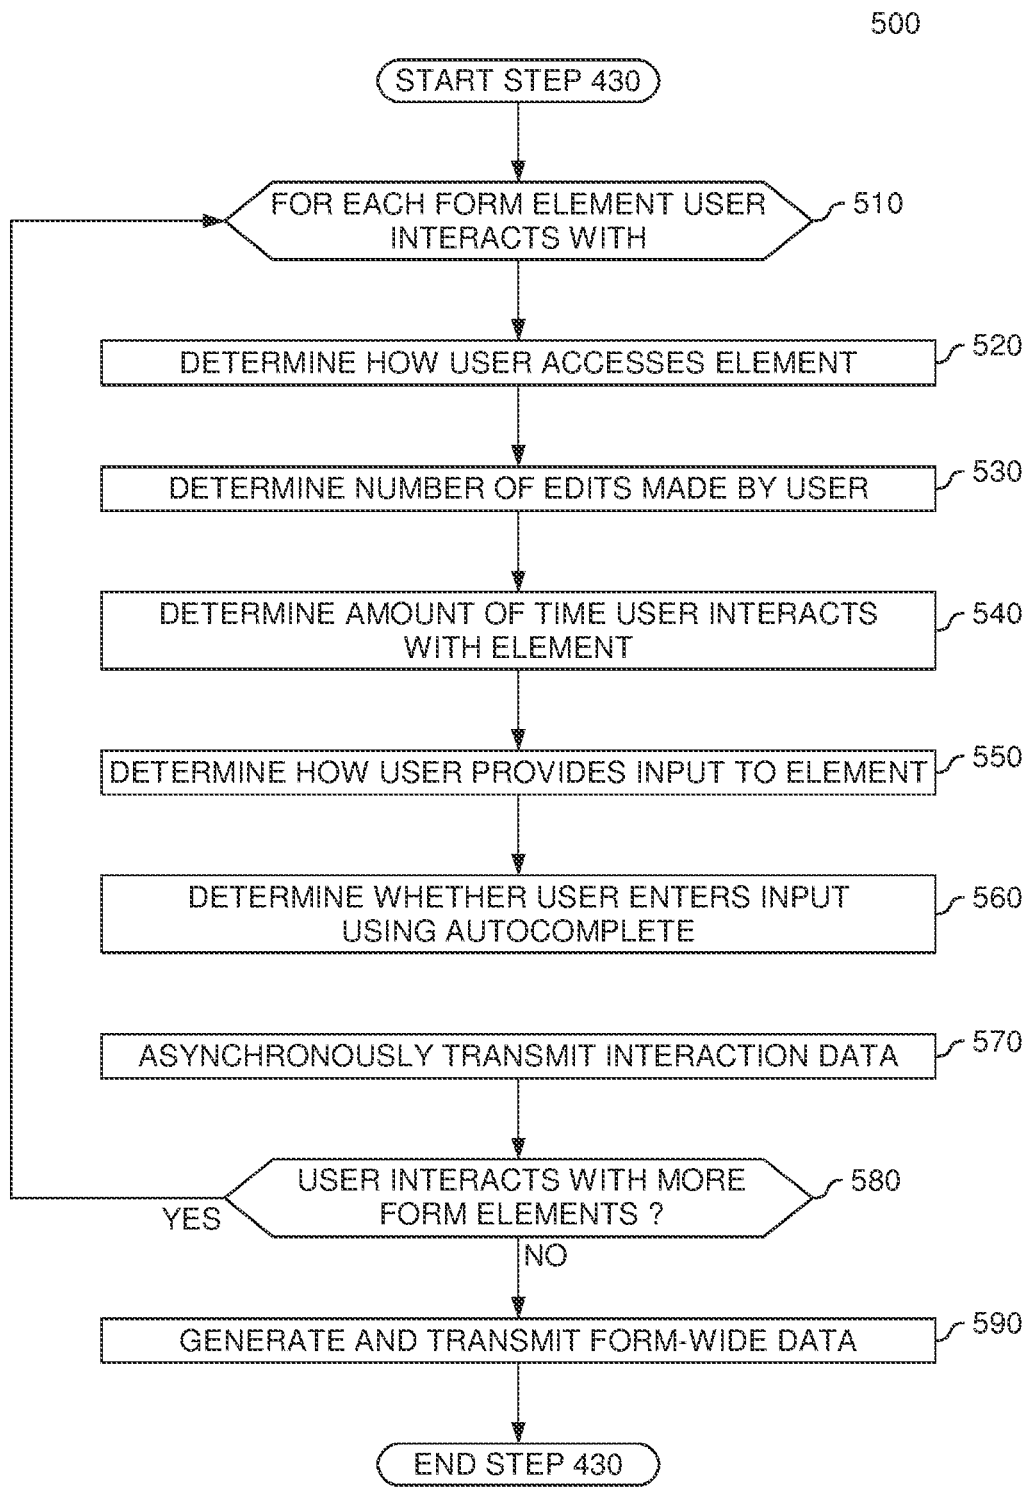 500
START STEP 430
FOR EACH FORM ELEMENT USER
INTERACTS WITH
510
DETERMINE HOW USER ACCESSES ELEMENT
520
DETERMINE NUMBER OF EDITS MADE BY USER
530
DETERMINE AMOUNT OF TIME USER INTERACTS
WITH ELEMENT
540
DETERMINE HOW USER PROVIDES INPUT TO ELEMENT
550
DETERMINE WHETHER USER ENTERS INPUT
USING AUTOCOMPLETE
560
ASYNCHRONOUSLY TRANSMIT INTERACTION DATA
570
USER INTERACTS WITH MORE
FORM ELEMENTS ?
580
YES
NO
GENERATE AND TRANSMIT FORM-WIDE DATA
590
END STEP 430